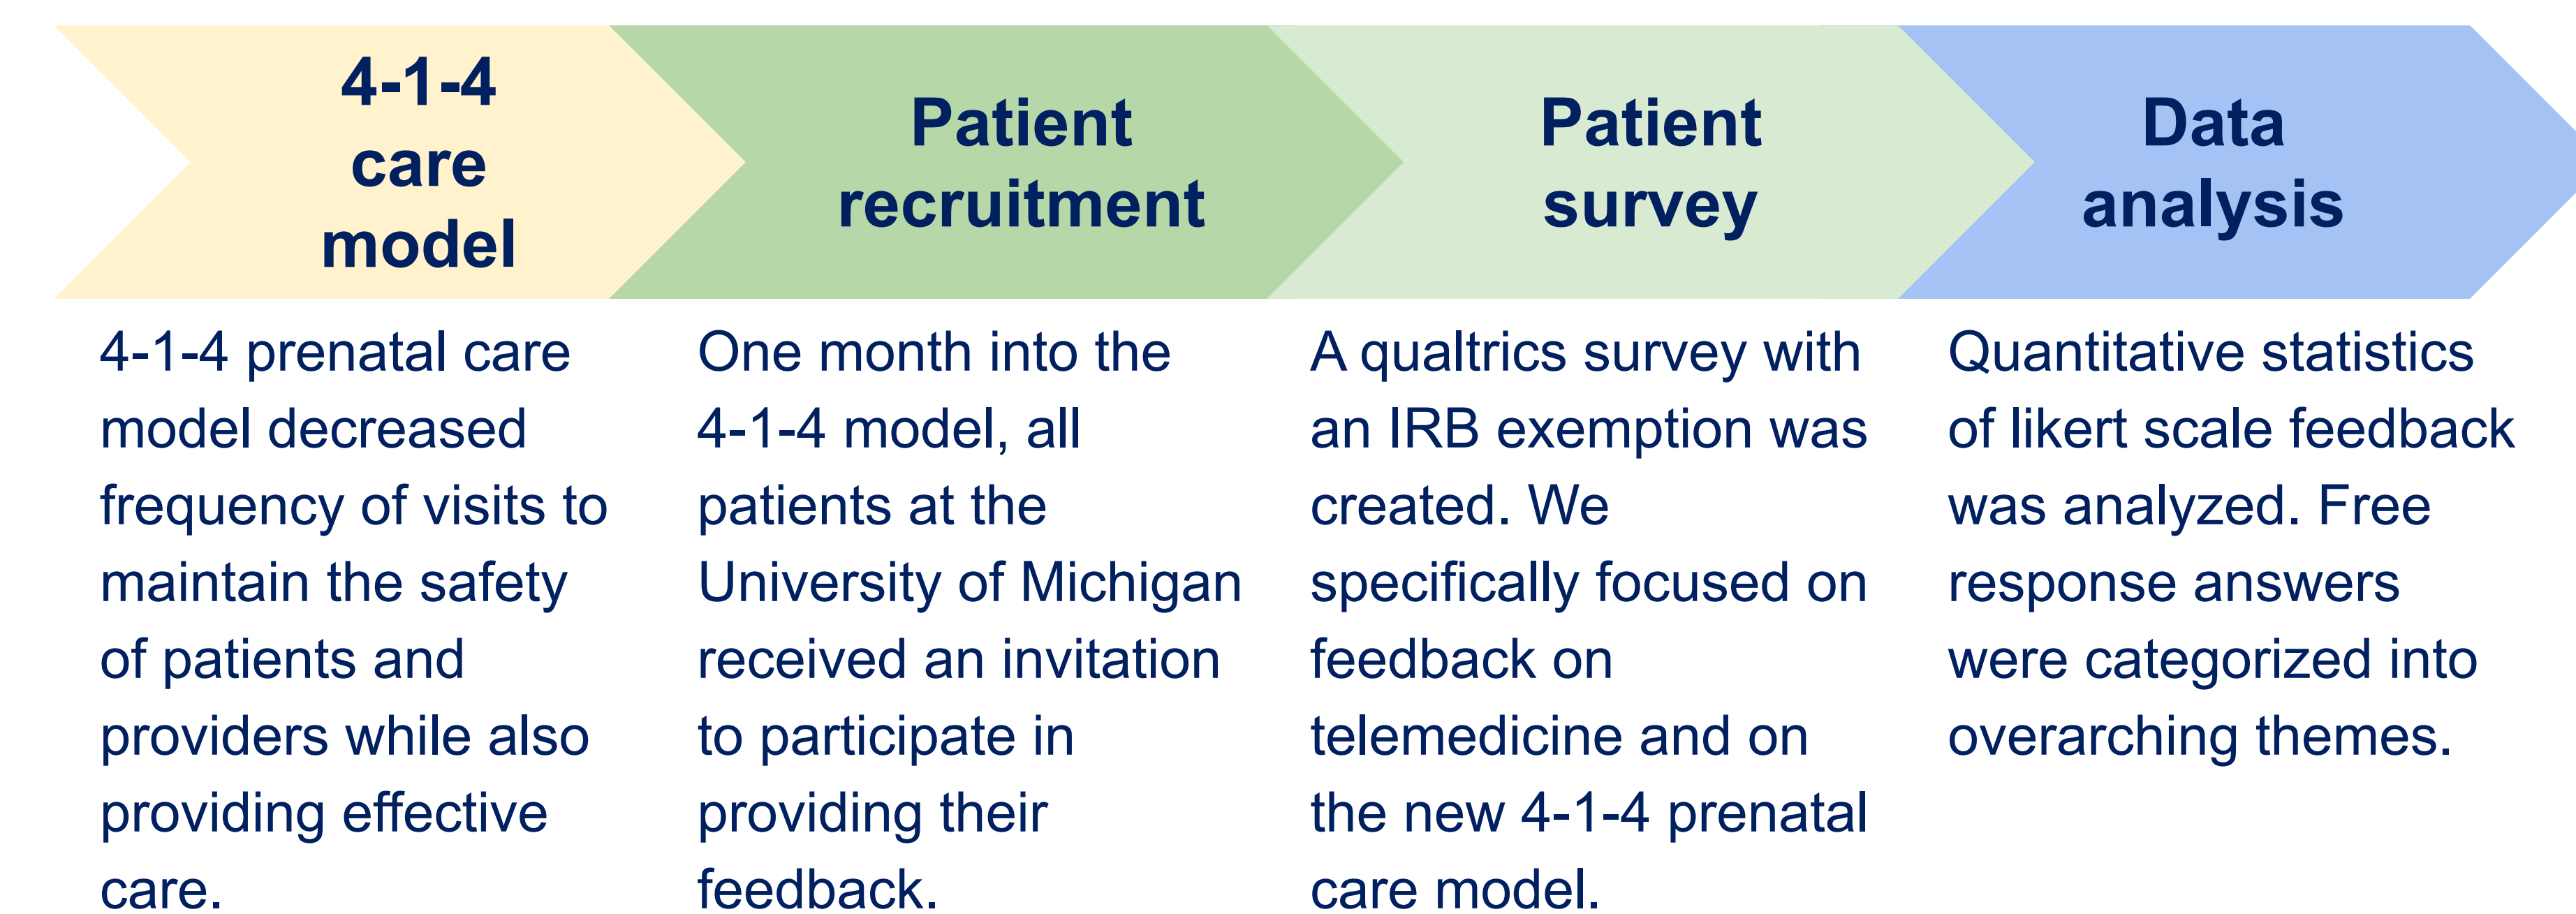 4-1-4
care
model
Patient
recruitment
Patient
survey
Data
analysis
4-1-4 prenatal care
model decreased
frequency of visits to
maintain the safety
of patients and
providers while also
providing effective
care.
One month into the
4-1-4 model, all
patients at the
University of Michigan
received an invitation
to participate in
providing their
feedback.
A qualtrics survey with
an IRB exemption was
created. We
specifically focused on
feedback on
telemedicine and on
the new 4-1-4 prenatal
care model.
Quantitative statistics
of likert scale feedback
was analyzed. Free
response answers
were categorized into
overarching themes.